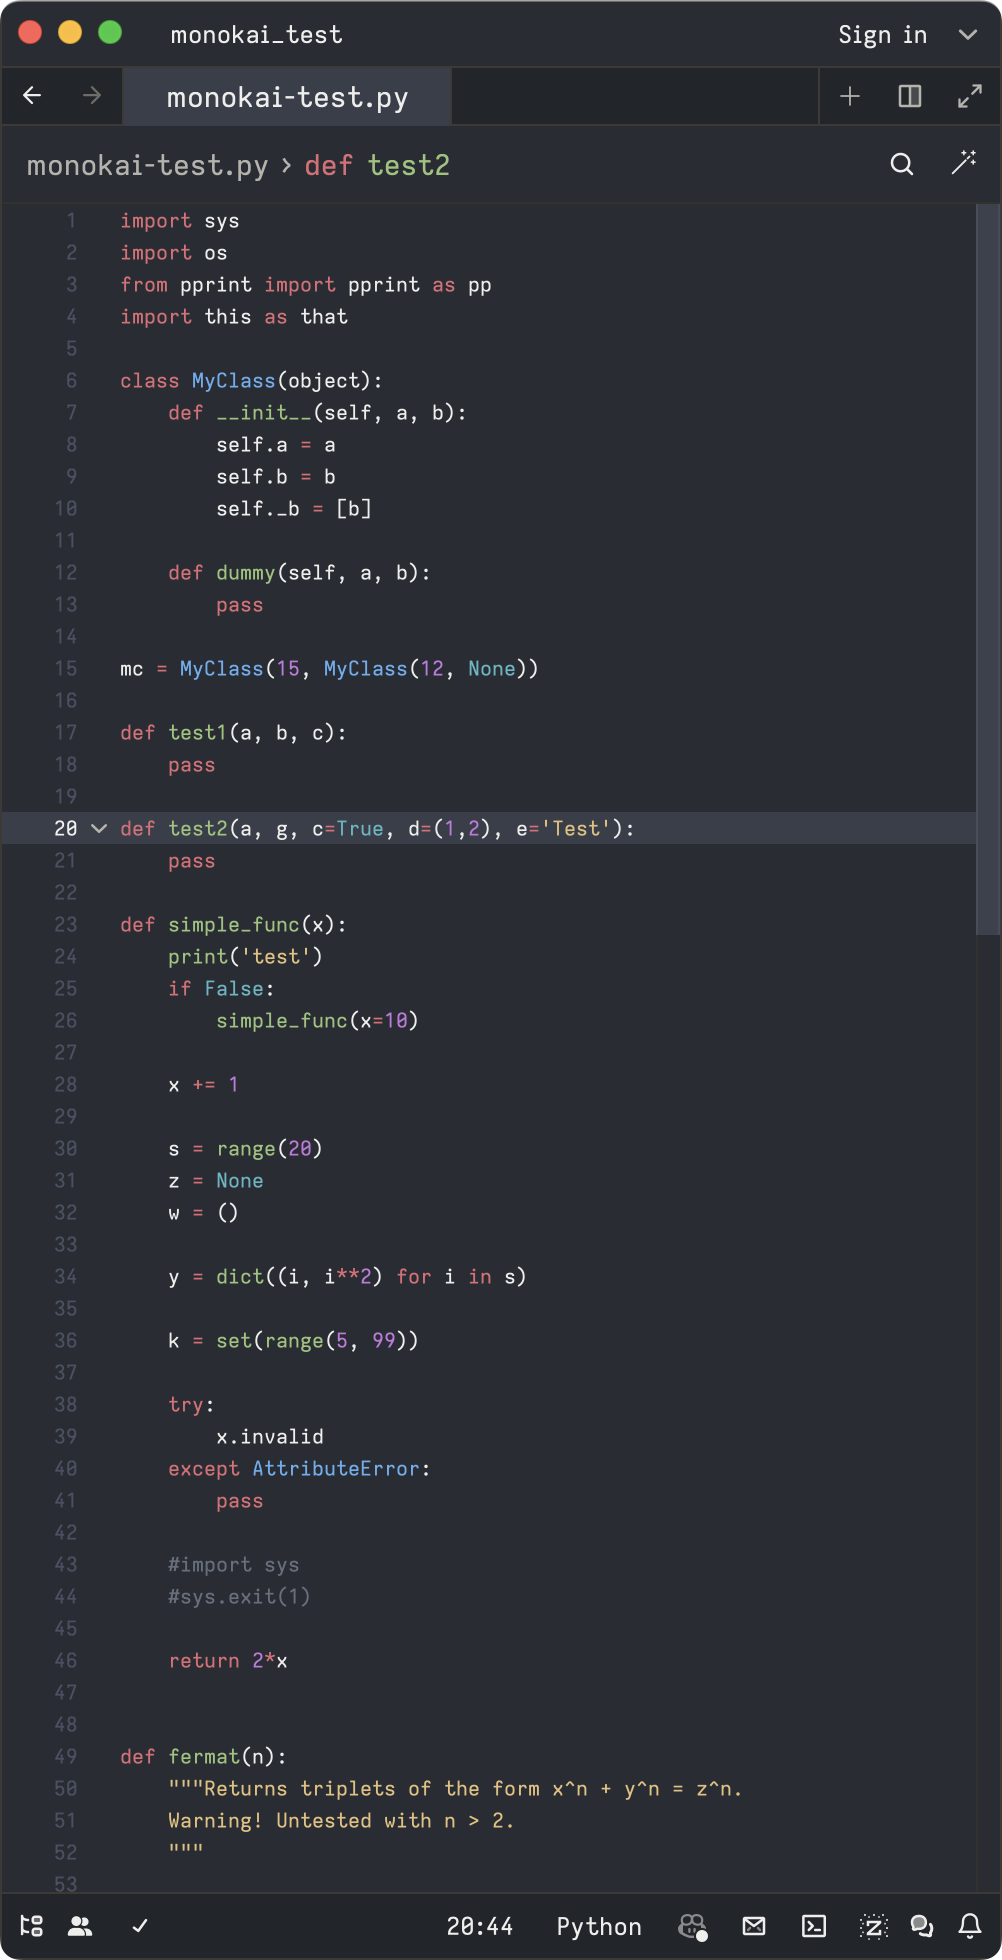 monokai_test
Sign in
monokai-test.py
monokai-test.py › def test2
1 import sys
2 import os
3 from pprint import pprint as pp
4 import this as that
5
6 class MyClass(object):
7     def __init__(self, a, b):
8         self.a = a
9         self.b = b
10         self._b = [b]
11
12     def dummy(self, a, b):
13         pass
14
15 mc = MyClass(15, MyClass(12, None))
16
17 def test1(a, b, c):
18     pass
19
20 def test2(a, g, c=True, d=(1,2), e='Test'):
21     pass
22
23 def simple_func(x):
24     print('test')
25     if False:
26         simple_func(x=10)
27
28     x += 1
29
30     s = range(20)
31     z = None
32     w = ()
33
34     y = dict((i, i**2) for i in s)
35
36     k = set(range(5, 99))
37
38     try:
39         x.invalid
40     except AttributeError:
41         pass
42
43     #import sys
44     #sys.exit(1)
45
46     return 2*x
47
48
49 def fermat(n):
50     """Returns triplets of the form x^n + y^n = z^n.
51     Warning! Untested with n > 2.
52     """
53
20:44 Python